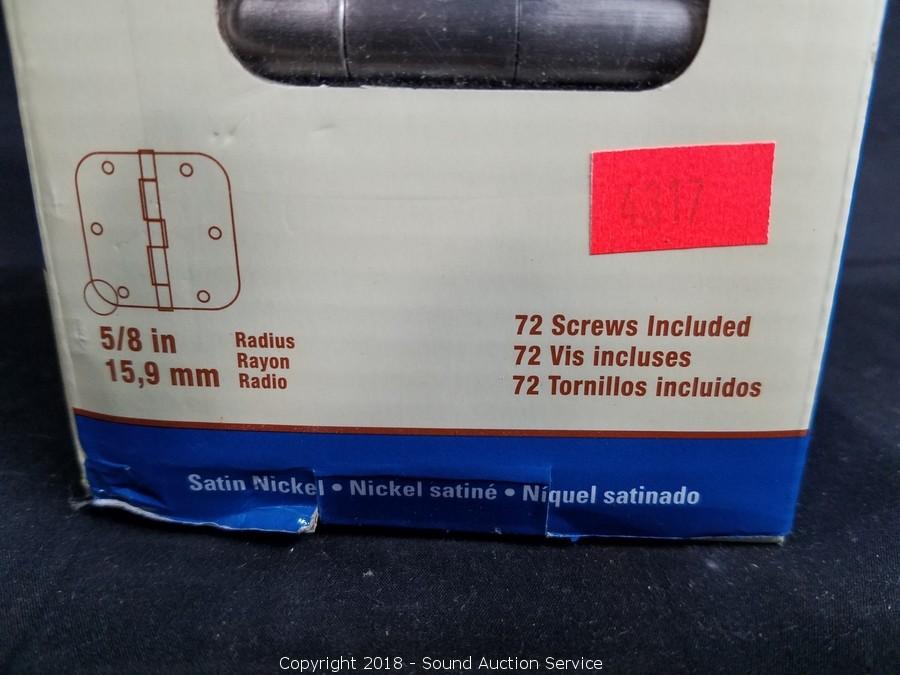 4317
5/8 in
15,9 mm
Radius
Rayon
Radio
72 Screws Included
72 Vis incluses
72 Tornillos incluidos
Satin Nickel • Nickel satiné • Níquel satinado
Copyright 2018 - Sound Auction Service